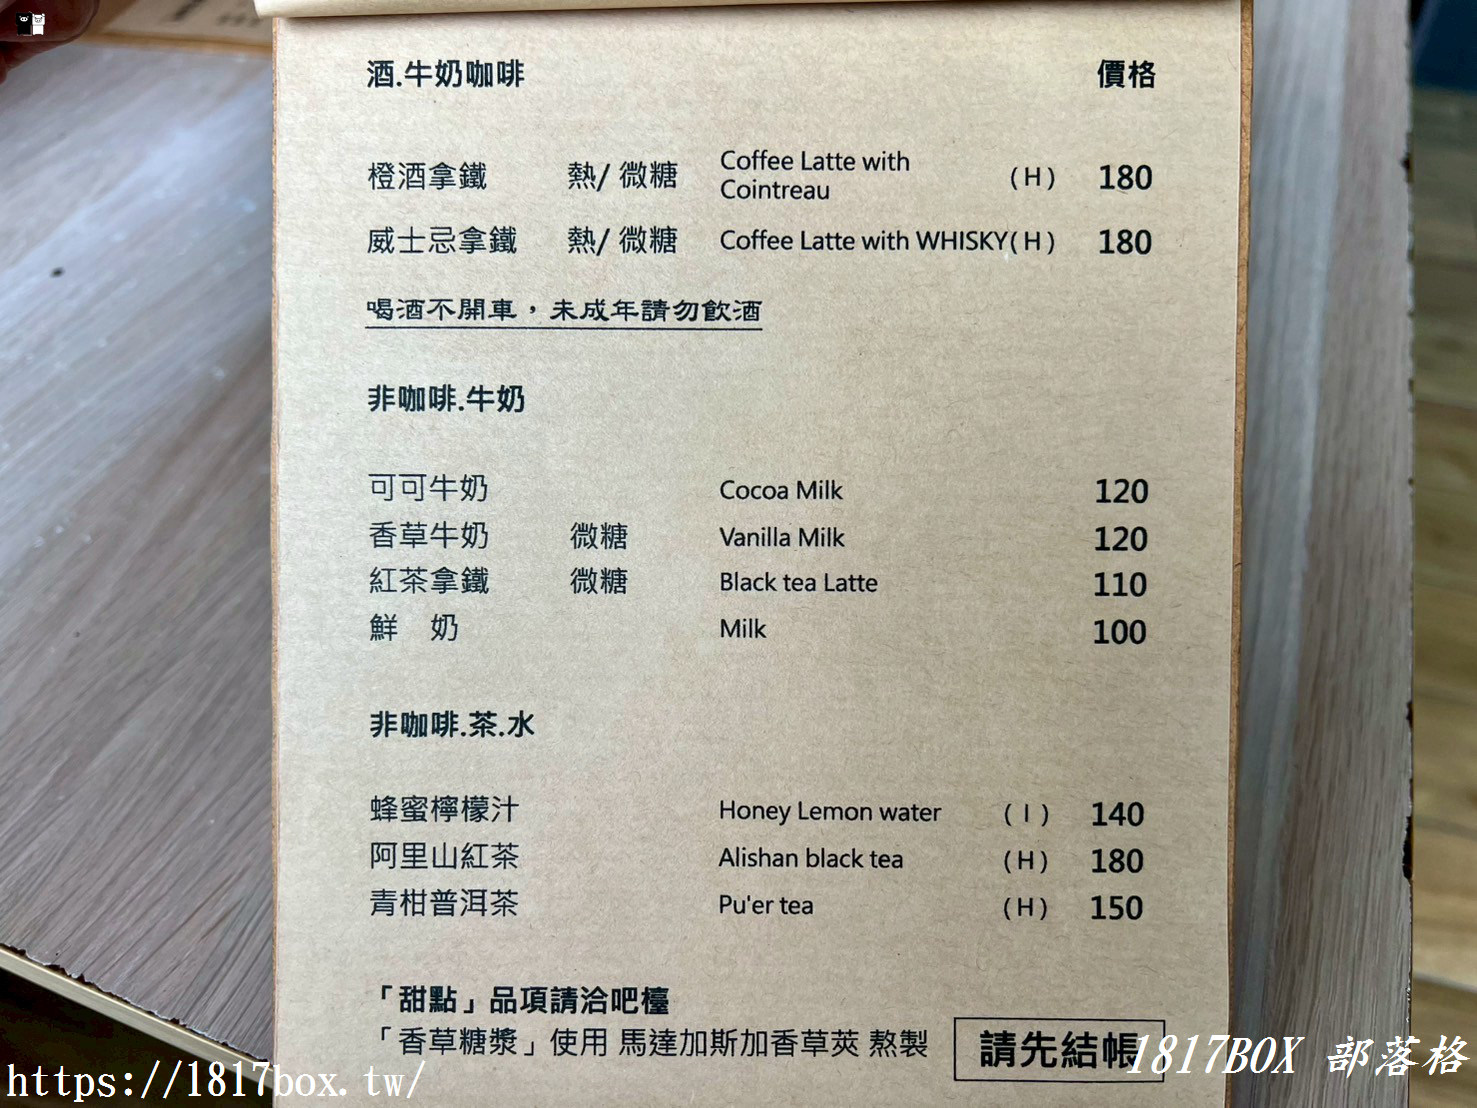 酒.牛奶咖啡 價格
橙酒拿鐵 熱/ 微糖 Coffee Latte with Cointreau (H) 180
威士忌拿鐵 熱/ 微糖 Coffee Latte with WHISKY(H) 180
喝酒不開車，未成年請勿飲酒
非咖啡.牛奶
可可牛奶 Cocoa Milk 120
香草牛奶 微糖 Vanilla Milk 120
紅茶拿鐵 微糖 Black tea Latte 110
鮮 奶 Milk 100
非咖啡.茶.水
蜂蜜檸檬汁 Honey Lemon water (I) 140
阿里山紅茶 Alishan black tea (H) 180
青柑普洱茶 Pu'er tea (H) 150
「甜點」品項請洽吧檯
「香草糖漿」使用 馬達加斯加香草莢 熬製
請先結帳
https://1817box.tw/
1817BOX 部落格